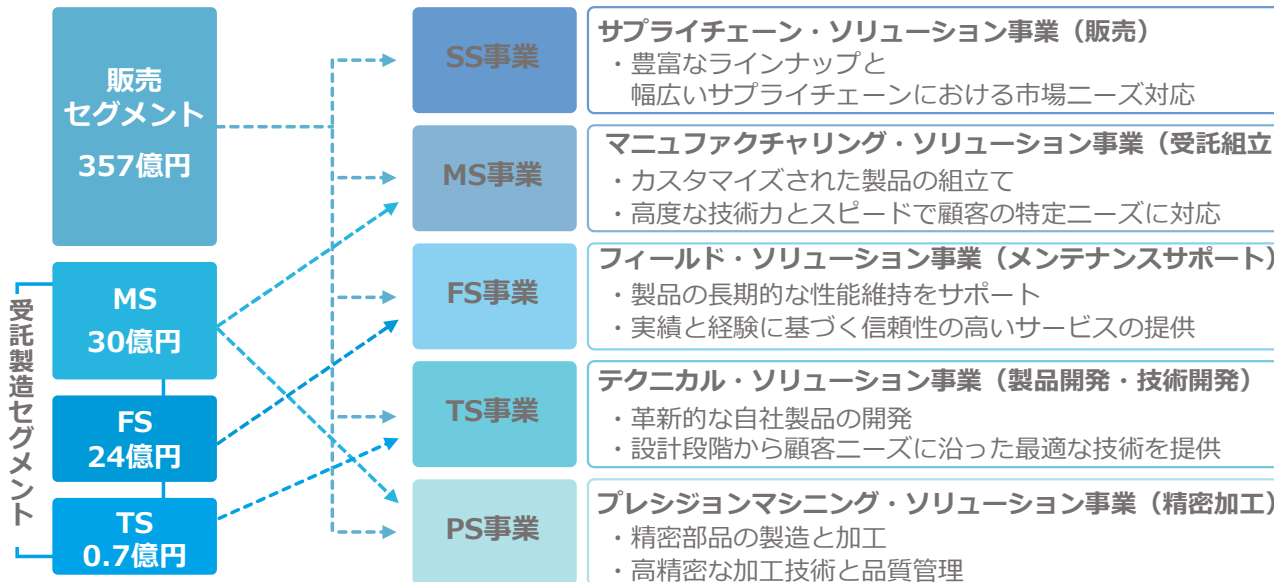 販売
セグメント
357億円
受託製造セグメント
MS
30億円
FS
24億円
TS
0.7億円
SS事業
サプライチェーン・ソリューション事業（販売）
・豊富なラインナップと
幅広いサプライチェーンにおける市場ニーズ対応
MS事業
マニュファクチャリング・ソリューション事業（受託組立
・カスタマイズされた製品の組立て
・高度な技術力とスピードで顧客の特定ニーズに対応
FS事業
フィールド・ソリューション事業（メンテナンスサポート）
・製品の長期的な性能維持をサポート
・実績と経験に基づく信頼性の高いサービスの提供
TS事業
テクニカル・ソリューション事業（製品開発・技術開発）
・革新的な自社製品の開発
・設計段階から顧客ニーズに沿った最適な技術を提供
PS事業
プレシジョンマシニング・ソリューション事業（精密加工）
・精密部品の製造と加工
・高精密な加工技術と品質管理